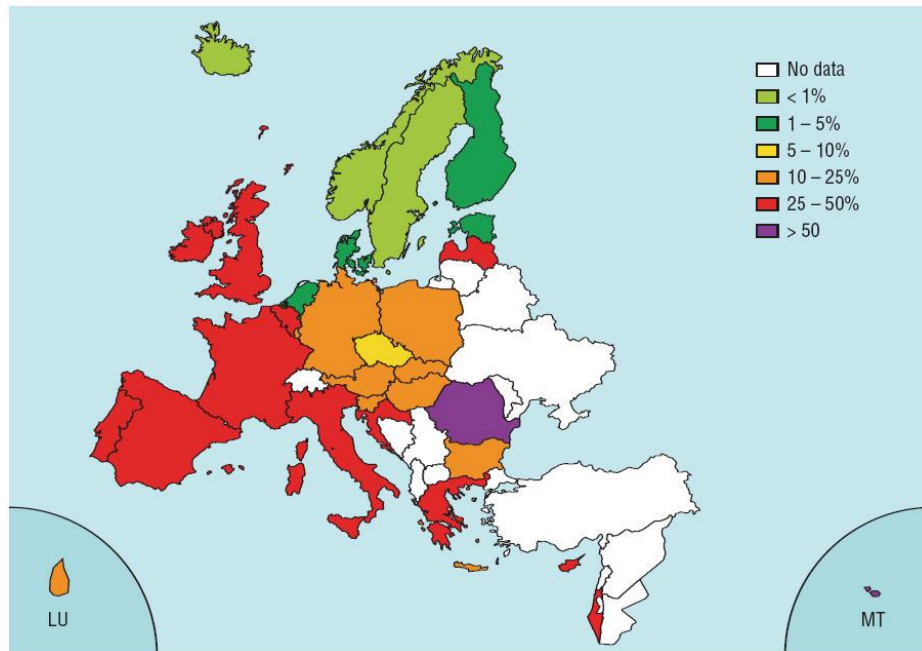 No data
< 1%
1 – 5%
5 – 10%
10 – 25%
25 – 50%
> 50
LU
MT